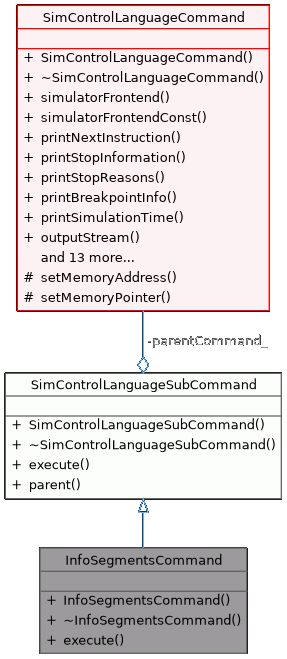 SimControlLanguageCommand
+ SimControlLanguageCommand()
+ ~SimControlLanguageCommand()
+ simulatorFrontend()
+ simulatorFrontendConst()
+ printNextInstruction()
+ printStopInformation()
+ printStopReasons()
+ printBreakpointInfo()
+ printSimulationTime()
+ outputStream()
and 13 more...
# setMemoryAddress()
# setMemoryPointer()
-parentCommand_
SimControlLanguageSubCommand
+ SimControlLanguageSubCommand()
+ ~SimControlLanguageSubCommand()
+ execute()
+ parent()
InfoSegmentsCommand
+ InfoSegmentsCommand()
+ ~InfoSegmentsCommand()
+ execute()